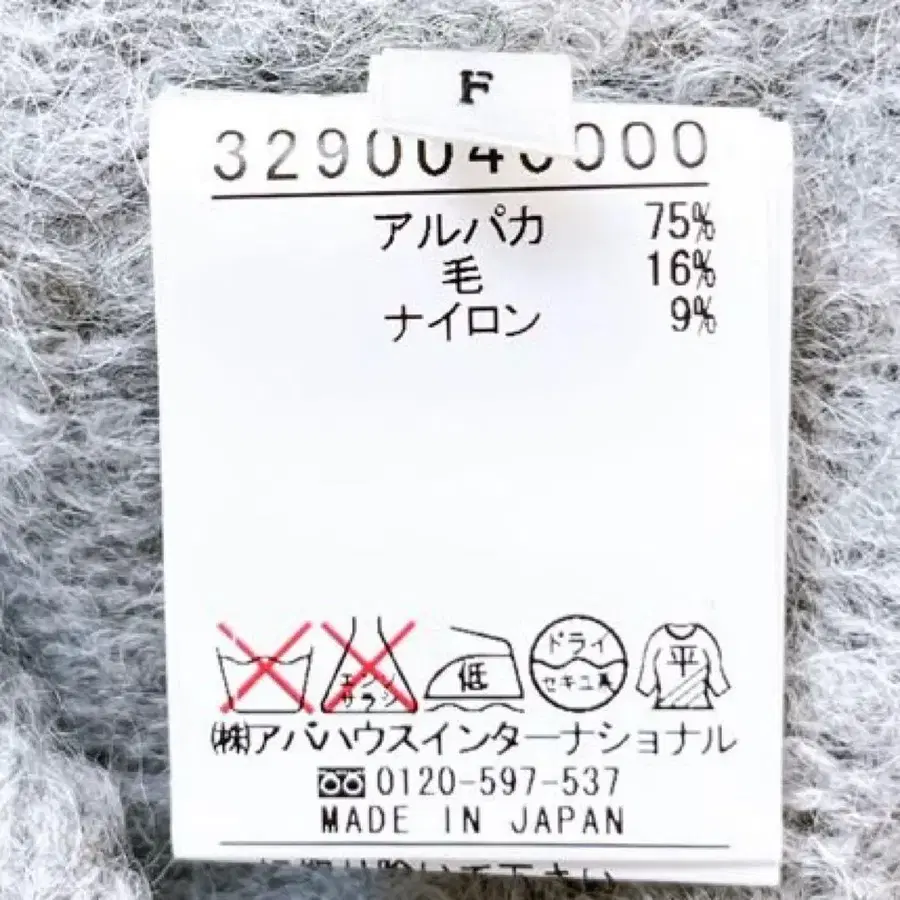 F
3290040000
アルパカ 75%
毛 16%
ナイロン 9%
エンソサラシ
低
ドライ
セキユ系
平
(株)アバハウスインターナショナル
0120-597-537
MADE IN JAPAN